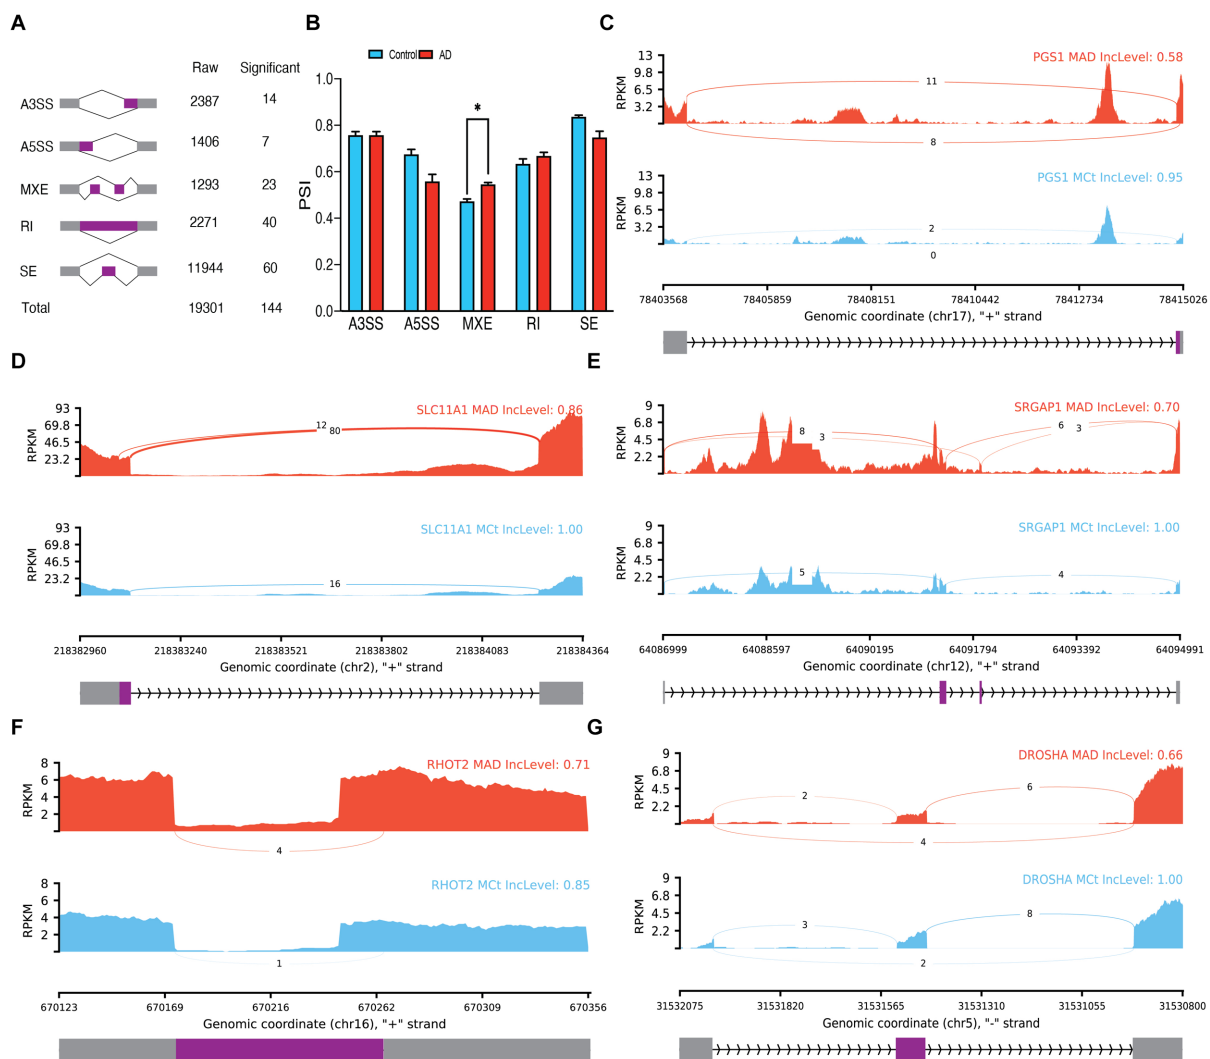 A
Raw Significant
A3SS 2387 14
A5SS 1406 7
MXE 1293 23
RI 2271 40
SE 11944 60
Total 19301 144
B
Control AD
PSI
1.0
0.8
0.6
0.4
0.2
0.0
*
A3SS A5SS MXE RI SE
C
PGS1 MAD IncLevel: 0.58
RPKM
13
9.8
6.5
3.2
11
8
PGS1 MCt IncLevel: 0.95
RPKM
13
9.8
6.5
3.2
2
0
78403568 78405859 78408151 78410442 78412734 78415026
Genomic coordinate (chr17), "+" strand
D
SLC11A1 MAD IncLevel: 0.86
RPKM
93
69.8
46.5
23.2
12 80
SLC11A1 MCt IncLevel: 1.00
RPKM
93
69.8
46.5
23.2
16
218382960 218383240 218383521 218383802 218384083 218384364
Genomic coordinate (chr2), "+" strand
E
SRGAP1 MAD IncLevel: 0.70
RPKM
9
6.8
4.5
2.2
8 3 6 3
SRGAP1 MCt IncLevel: 1.00
RPKM
9
6.8
4.5
2.2
5 4
64086999 64088597 64090195 64091794 64093392 64094991
Genomic coordinate (chr12), "+" strand
F
RHOT2 MAD IncLevel: 0.71
RPKM
8
6
4
2
4
RHOT2 MCt IncLevel: 0.85
RPKM
8
6
4
2
1
670123 670169 670216 670262 670309 670356
Genomic coordinate (chr16), "+" strand
G
DROSHA MAD IncLevel: 0.66
RPKM
9
6.8
4.5
2.2
2 6
4
DROSHA MCt IncLevel: 1.00
RPKM
9
6.8
4.5
2.2
3 8
2
31532075 31531820 31531565 31531310 31531055 31530800
Genomic coordinate (chr5), "-" strand